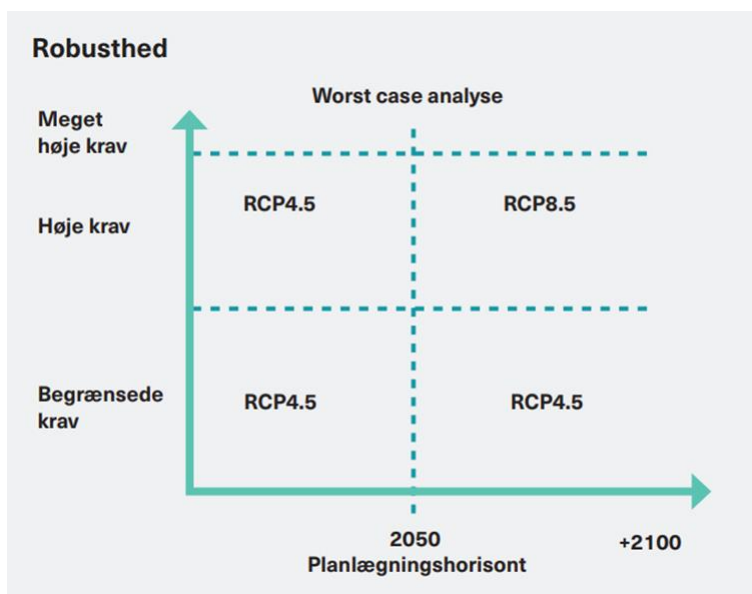 Robusthed
Worst case analyse
Meget
høje krav
RCP4.5
RCP8.5
Høje krav
Begrænsede
krav
RCP4.5
RCP4.5
2050
Planlægningshorisont
+2100